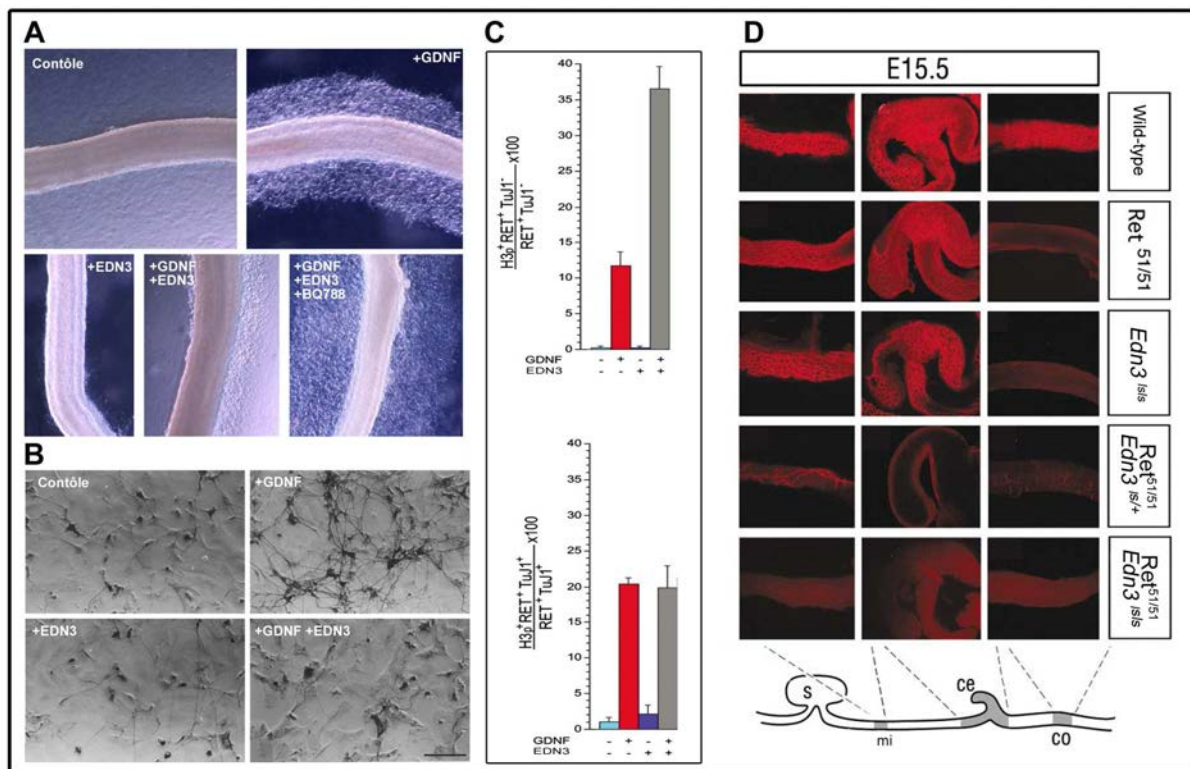 A
Contôle
+GDNF
+EDN3
+GDNF
+EDN3
+GDNF
+EDN3
+BQ788
B
Contôle
+GDNF
+EDN3
+GDNF +EDN3
C
H3p+RET+TuJ1- x100
RET+TuJ1-
40
35
30
25
20
15
10
5
0
GDNF - + - +
EDN3 - - + +
H3p+RET+TuJ1+ x100
RET+TuJ1+
40
35
30
25
20
15
10
5
0
GDNF - + - +
EDN3 - - + +
D
E15.5
Wild-type
Ret 51/51
Edn3 ls/ls
Ret51/51
Edn3 ls/+
Ret51/51
Edn3 ls/ls
s
mi
ce
co